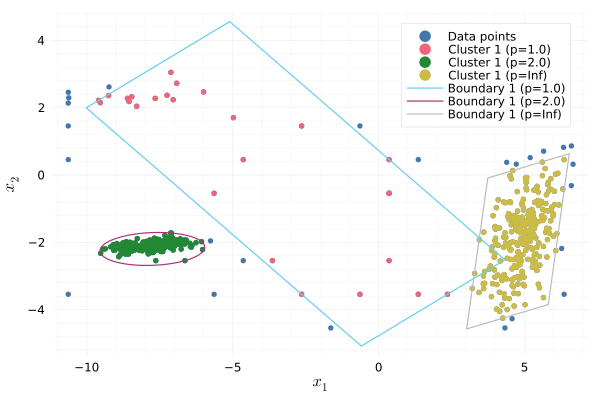 Data points
Cluster 1 (p=1.0)
Cluster 1 (p=2.0)
Cluster 1 (p=Inf)
Boundary 1 (p=1.0)
Boundary 1 (p=2.0)
Boundary 1 (p=Inf)
4
2
0
−2
−4
x₂
−10 −5 0 5
x₁